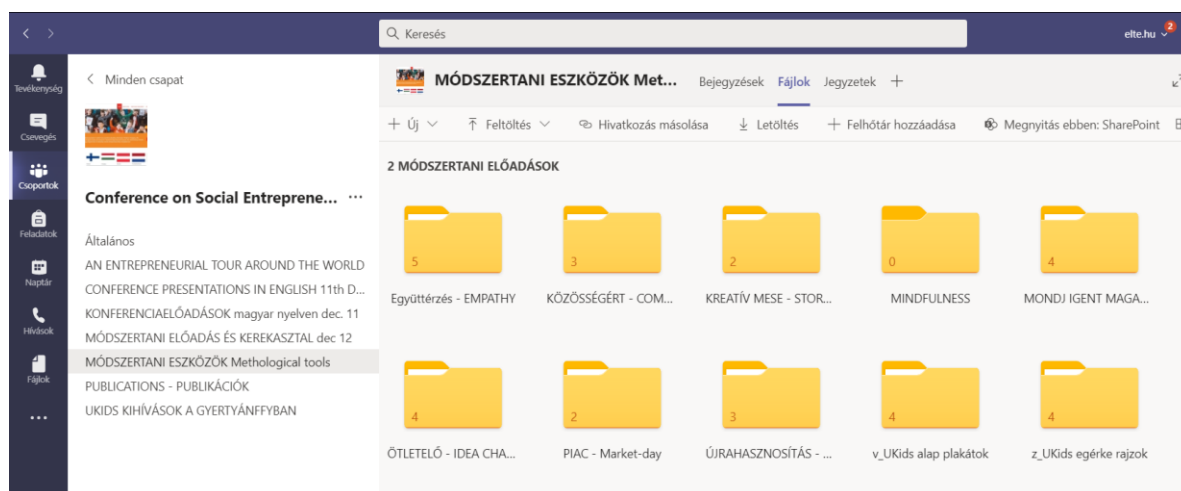 Keresés
elte.hu
2
Tevékenység
Csevegés
Csoportok
Feladatok
Naptár
Hívások
Fájlok
Minden csapat
Conference on Social Entreprene...
Általános
AN ENTREPRENEURIAL TOUR AROUND THE WORLD
CONFERENCE PRESENTATIONS IN ENGLISH 11th D...
KONFERENCIAELŐADÁSOK magyar nyelven dec. 11
MÓDSZERTANI ELŐADÁS ÉS KEREKASZTAL dec 12
MÓDSZERTANI ESZKÖZÖK Methological tools
PUBLICATIONS - PUBLIKÁCIÓK
UKIDS KIHÍVÁSOK A GYERTYÁNFFYBAN
MÓDSZERTANI ESZKÖZÖK Met... Bejegyzések Fájlok Jegyzetek
Új Feltöltés Hivatkozás másolása Letöltés Felhőtár hozzáadása Megnyitás ebben: SharePoint
2 MÓDSZERTANI ELŐADÁSOK
5 3 2 0 4
Együttérzés - EMPATHY KÖZÖSSÉGÉRT - COM... KREATÍV MESE - STOR... MINDFULNESS MONDJ IGENT MAGA...
4 2 3 4 4
ÖTLETELŐ - IDEA CHA... PIAC - Market-day ÚJRAHASZNOSÍTÁS - ... v_UKids alap plakátok z_UKids egérke rajzok